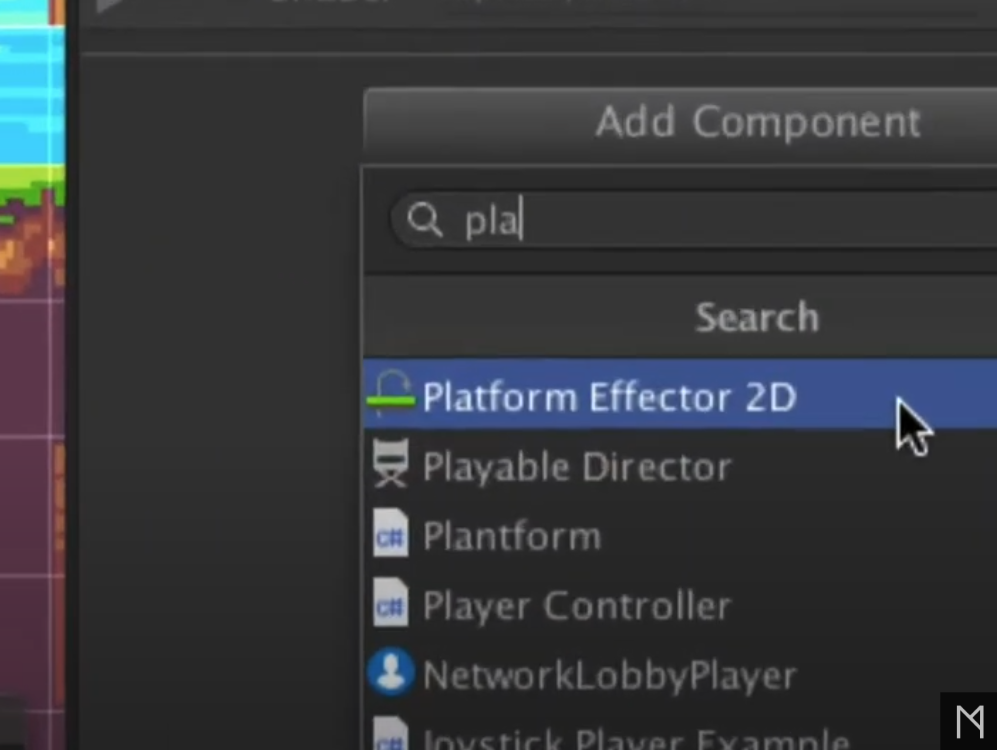 Add Component
pla
Search
Platform Effector 2D
Playable Director
C# Plantform
C# Player Controller
NetworkLobbyPlayer
C# Joystick Player Example